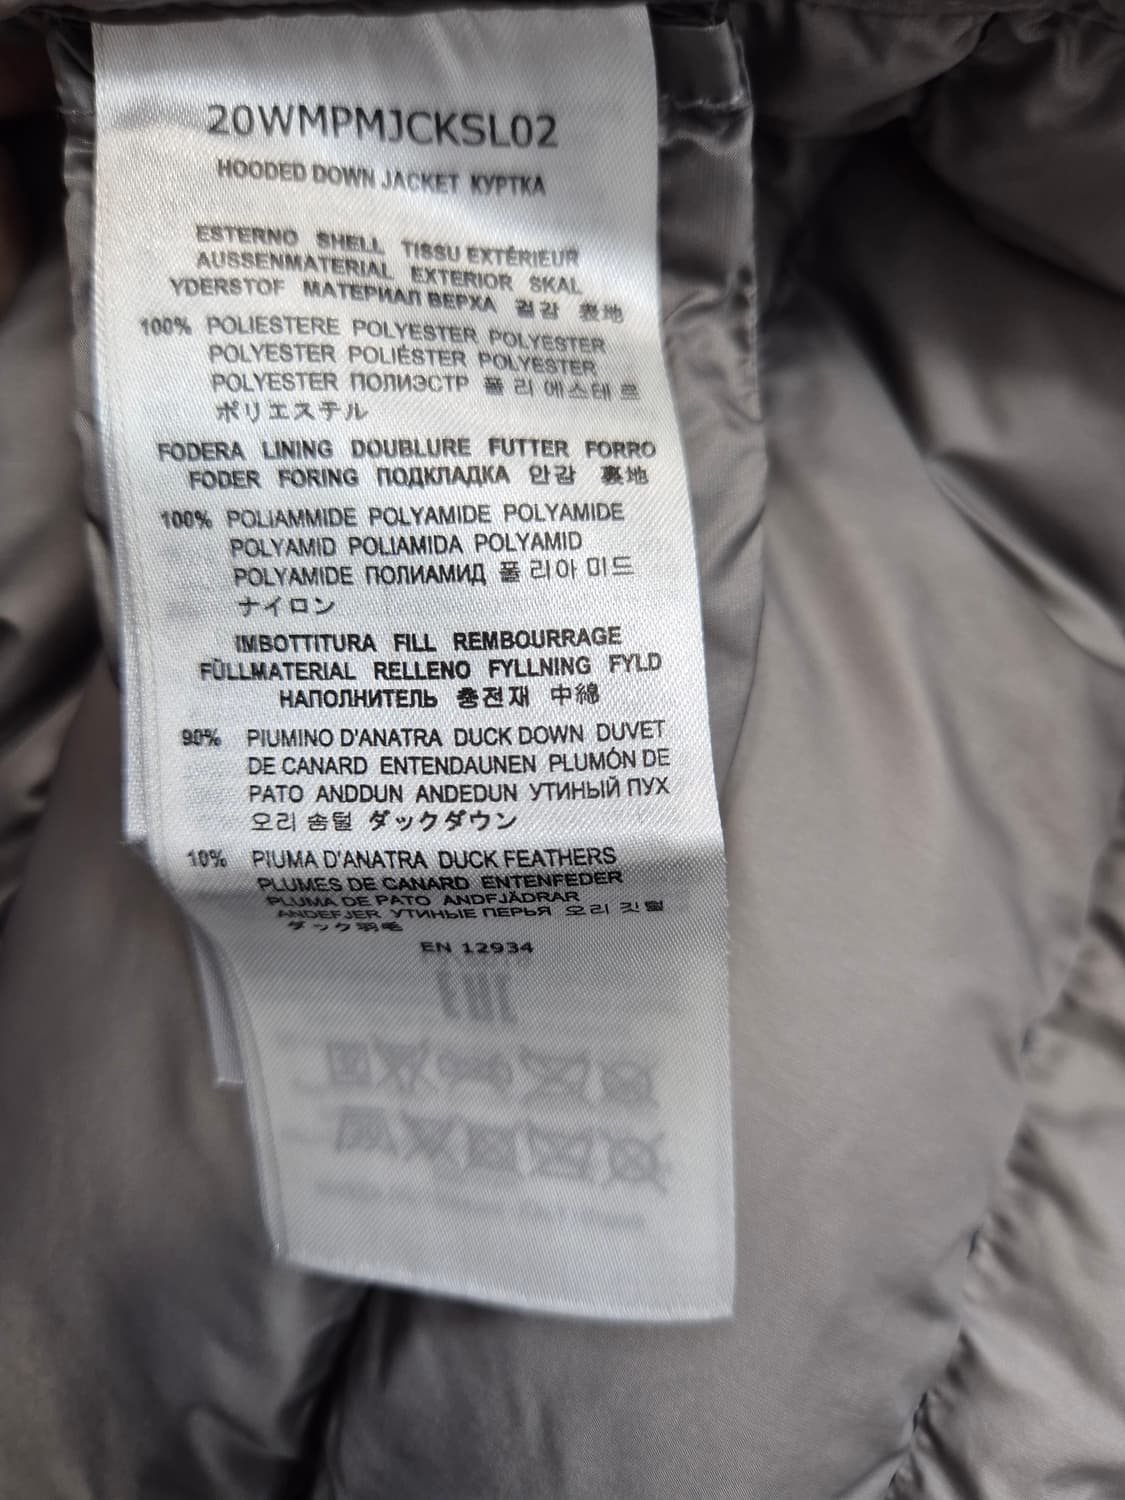 20WMPMJCKSL02
HOODED DOWN JACKET КУРТКА
ESTERNO SHELL TISSU EXTÉRIEUR
AUSSENMATERIAL EXTERIOR SKAL
YDERSTOF МАТЕРИАЛ ВЕРХА 겉감 表地
100% POLIESTERE POLYESTER POLYESTER
POLYESTER POLIÉSTER POLYESTER
POLYESTER ПОЛИЭСТР 폴리에스테르
ポリエステル
FODERA LINING DOUBLURE FUTTER FORRO
FODER FORING ПОДКЛАДКА 안감 裏地
100% POLIAMMIDE POLYAMIDE POLYAMIDE
POLYAMID POLIAMIDA POLYAMID
POLYAMIDE ПОЛИАМИД 폴리아미드
ナイロン
IMBOTTITURA FILL REMBOURRAGE
FÜLLMATERIAL RELLENO FYLLNING FYLD
НАПОЛНИТЕЛЬ 충전재 中綿
90% PIUMINO D'ANATRA DUCK DOWN DUVET
DE CANARD ENTENDAUNEN PLUMÓN DE
PATO ANDDUN ANDEDUN УТИНЫЙ ПУХ
오리 솜털 ダックダウン
10% PIUMA D'ANATRA DUCK FEATHERS
PLUMES DE CANARD ENTENFEDER
PLUMA DE PATO ANDFJÄDRAR
ANDEFJER УТИНЫЕ ПЕРЬЯ 오리 깃털
ダック羽毛
EN 12934
EAC